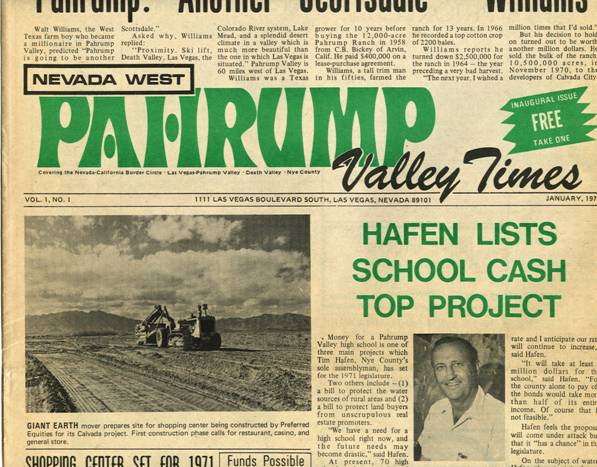 Pahrump: Another Scottsdale Williams
Walt Williams, the West
Texas farm boy who became
a millionaire in Pahrump
Valley, predicted "Pahrump
is going to be another
Scottsdale."
Asked why, Williams
replied:
"Proximity. Ski lift,
Death Valley, Las Vegas, the
Colorado River system, Lake
Mead, and a splendid desert
climate in a valley which is
much more beautiful than
the one in which Las Vegas is
situated." Pahrump Valley is
60 miles west of Las Vegas.
Williams was a Texas
grower for 10 years before
buying the 12,000-acre
Pahrump Ranch in 1958
from C.B. Bickey of Arvin,
Calif. He paid $400,000 on a
lease-purchase agreement.
Williams, a tall trim man
in his fifties, farmed the
ranch for 13 years. In 1966
he recorded a top cotton crop
of 2200 bales.
Williams reports he
turned down $2,500,000 for
the ranch in 1964 – the year
preceding a very bad harvest.
"The next year, I wished a
million times that I'd sold."
But his decision to hold
on turned out to be worth
another million dollars. He
sold the bulk of the ranch
10,500,000 acres, in
November 1970, to the
developers of Calvada City
NEVADA WEST
PAHRUMP
Valley Times
Covering the Nevada-California Border Circle · Las Vegas-Pahrump Valley · Death Valley · Nye County
INAUGURAL ISSUE
FREE
TAKE ONE
VOL. 1, NO. 1 1111 LAS VEGAS BOULEVARD SOUTH, LAS VEGAS, NEVADA 89101 JANUARY, 197
GIANT EARTH mover prepares site for shopping center being constructed by Preferred
Equities for its Calvada project. First construction phase calls for restaurant, casino, and
general store.
SHOPPING CENTER SET FOR 1971
Funds Possible
HAFEN LISTS
SCHOOL CASH
TOP PROJECT
Money for a Pahrump
Valley high school is one of
three main projects which
Tim Hafen, Nye County's
sole assemblyman, has set
for the 1971 legislature.
Two others include – (1)
a bill to protect the water
sources of rural areas and (2)
a bill to protect land buyers
from unscrupulous real
estate promoters.
"We have a need for a
high school right now, and
the future needs may
become drastic," said Hafen.
At present, 70 high
rate and I anticipate our rat
will continue to increase,
said Hafen.
"It will take at least
million dollars for th
school," said Hafen. "Fo
the county alone to pay of
the bonds would take mor
than half of its entir
income. Of course that i
not feasible."
Hafen feels the propos
will come under attack bu
that it "has a chance" in th
On the subject of wate